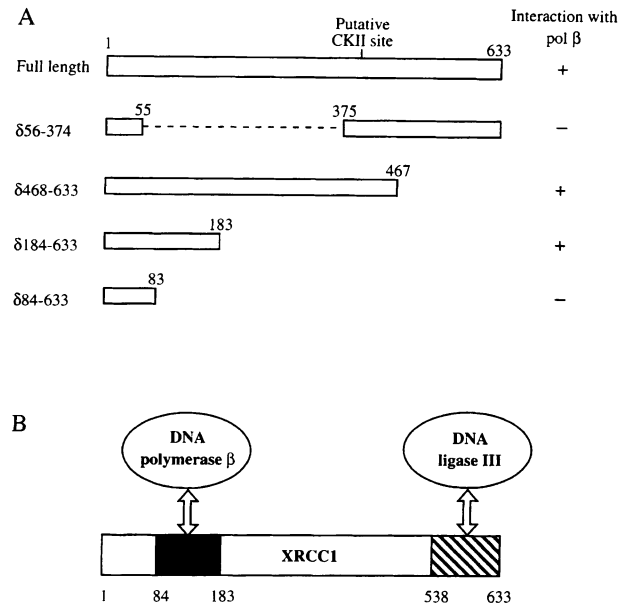 A
Putative
CKII site
Interaction with
pol β
1
633
Full length
+
55
375
δ56-374
−
467
δ468-633
+
183
δ184-633
+
83
δ84-633
−
B
DNA
polymerase β
DNA
ligase III
XRCC1
1 84 183 538 633